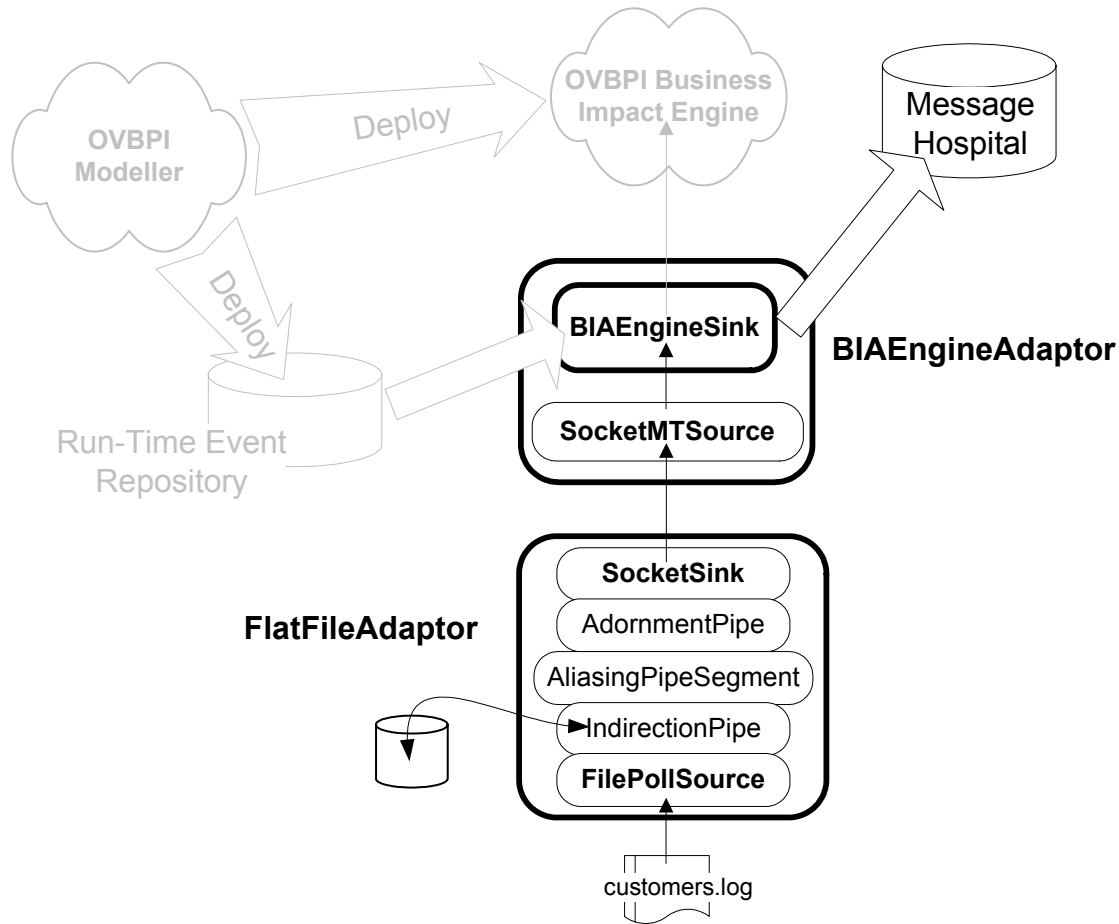 OVBPI Business
Impact Engine
Message
Hospital
Deploy
OVBPI
Modeller
Deploy
BIAEngineSink
BIAEngineAdaptor
SocketMTSource
Run-Time Event
Repository
SocketSink
FlatFileAdaptor
AdornmentPipe
AliasingPipeSegment
IndirectionPipe
FilePollSource
customers.log